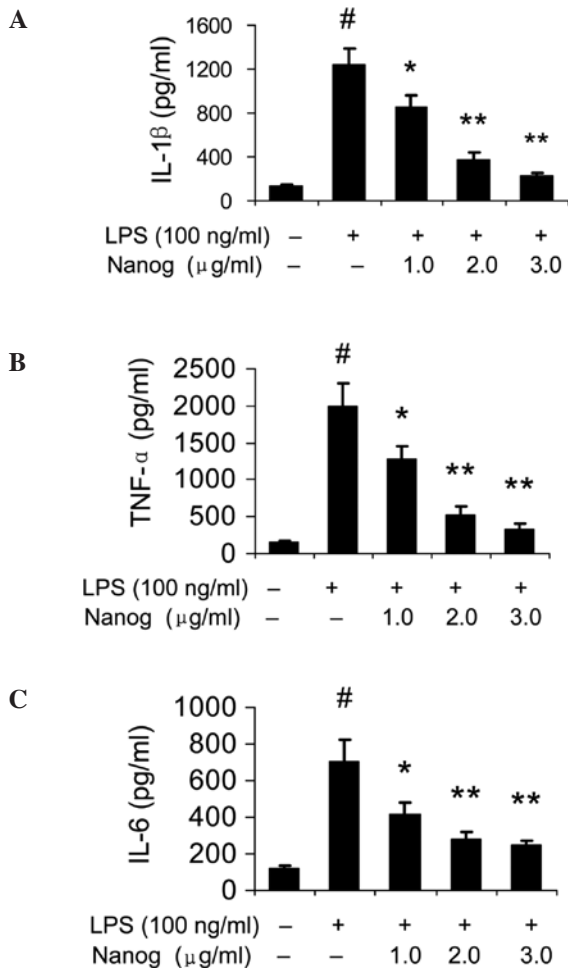 A
#
1600
*
1200
IL-1β (pg/ml)
800
**
**
400
0
LPS (100 ng/ml) – + + + +
Nanog (μg/ml) – – 1.0 2.0 3.0
B
#
2500
2000
*
TNF-α (pg/ml)
1500
1000
**
**
500
0
LPS (100 ng/ml) – + + + +
Nanog (μg/ml) – – 1.0 2.0 3.0
C
#
1000
800
*
IL-6 (pg/ml)
600
**
**
400
200
0
LPS (100 ng/ml) – + + + +
Nanog (μg/ml) – – 1.0 2.0 3.0